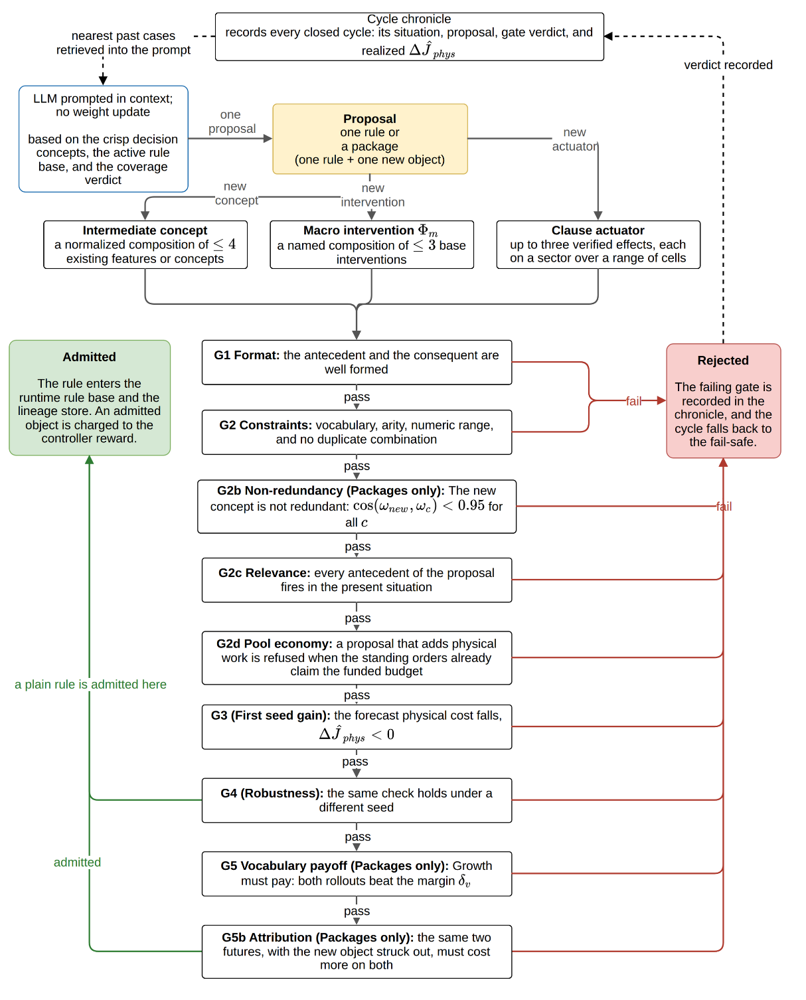 Cycle chronicle
records every closed cycle: its situation, proposal, gate verdict, and
realized ΔĴ_phys
nearest past cases
retrieved into the prompt
verdict recorded
LLM prompted in context;
no weight update
based on the crisp decision
concepts, the active rule
base, and the coverage
verdict
one
proposal
Proposal
one rule or
a package
(one rule + one new object)
new
actuator
new
concept
new
intervention
Intermediate concept
a normalized composition of ≤ 4
existing features or concepts
Macro intervention Φ_m
a named composition of ≤ 3 base
interventions
Clause actuator
up to three verified effects, each
on a sector over a range of cells
Admitted
The rule enters the
runtime rule base and the
lineage store. An admitted
object is charged to the
controller reward.
G1 Format: the antecedent and the consequent are
well formed
pass
fail
Rejected
The failing gate is
recorded in the
chronicle, and the
cycle falls back to
the fail-safe.
G2 Constraints: vocabulary, arity, numeric range,
and no duplicate combination
pass
G2b Non-redundancy (Packages only): The new
concept is not redundant: cos(ω_new, ω_c) < 0.95 for
all c
fail
pass
G2c Relevance: every antecedent of the proposal
fires in the present situation
pass
G2d Pool economy: a proposal that adds physical
work is refused when the standing orders already
claim the funded budget
a plain rule is admitted here
pass
G3 (First seed gain): the forecast physical cost falls,
ΔĴ_phys < 0
pass
G4 (Robustness): the same check holds under a
different seed
pass
admitted
G5 Vocabulary payoff (Packages only): Growth
must pay: both rollouts beat the margin δ_v
pass
G5b Attribution (Packages only): the same two
futures, with the new object struck out, must cost
more on both